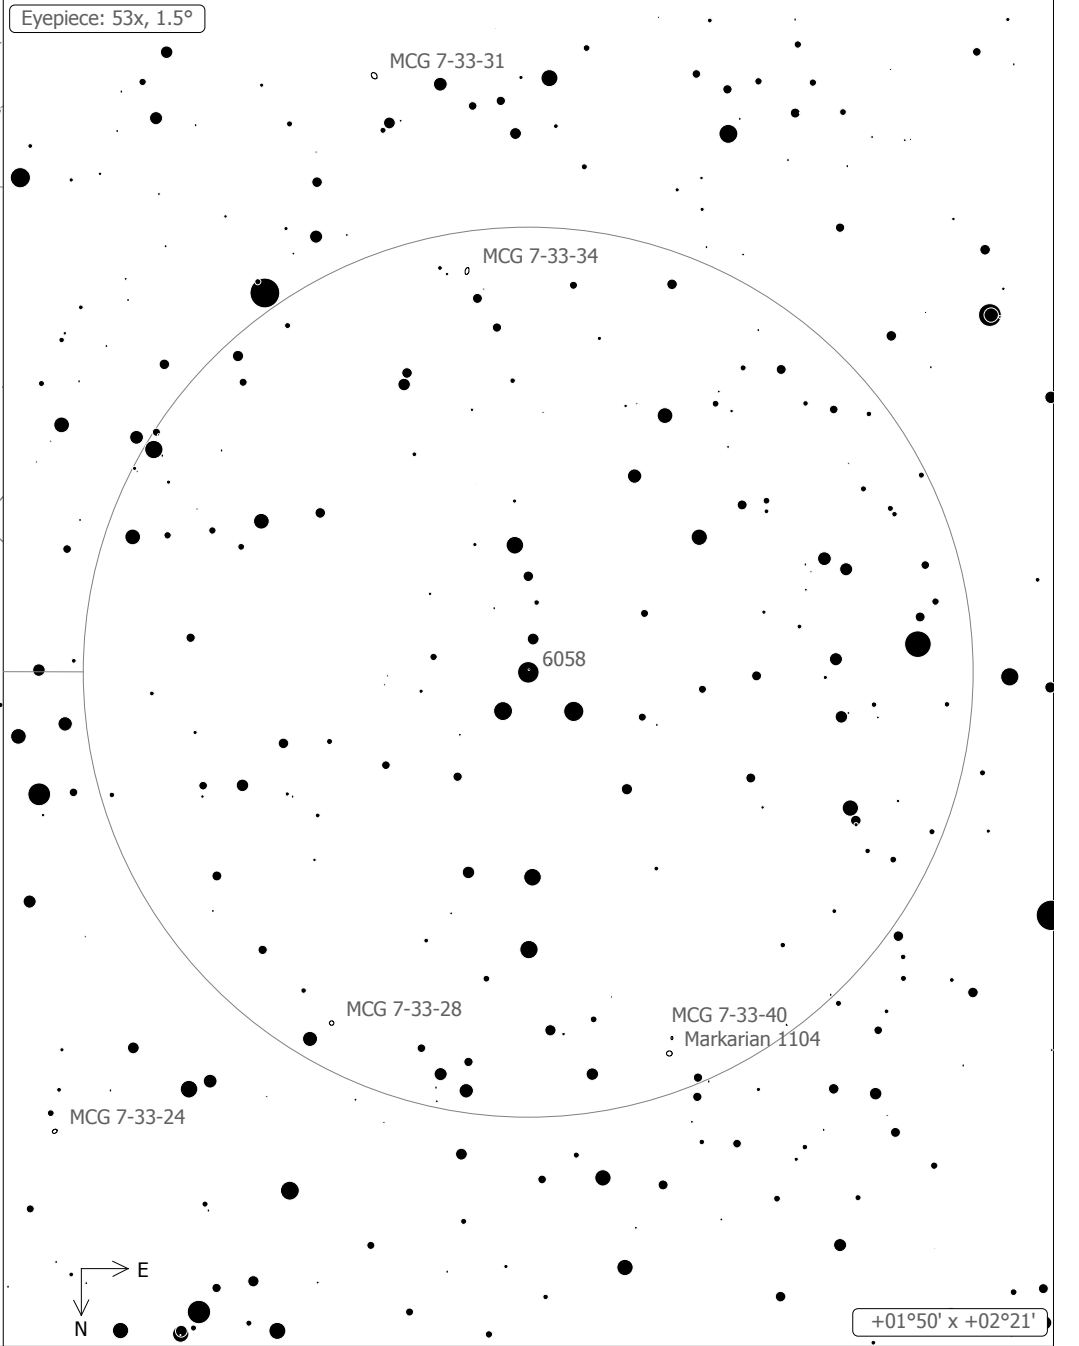 Eyepiece: 53x, 1.5°
MCG 7-33-31
MCG 7-33-34
6058
MCG 7-33-28
MCG 7-33-40
Markarian 1104
MCG 7-33-24
E
N
+01°50' x +02°21'